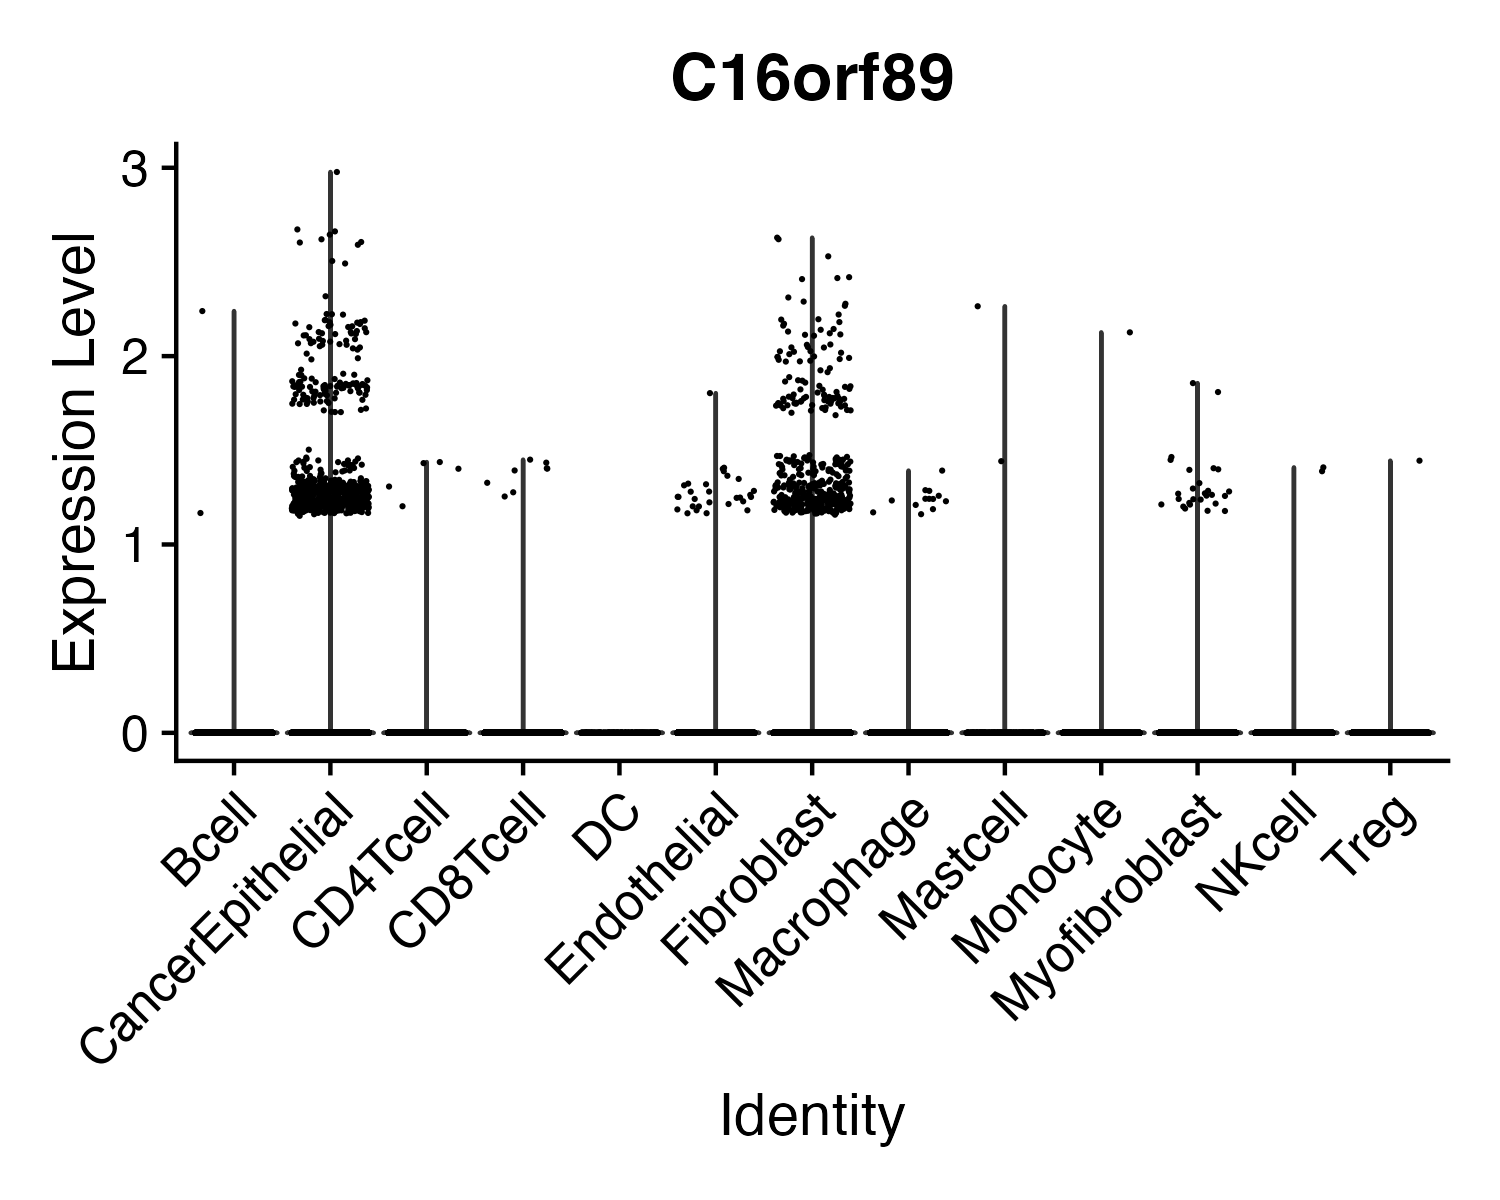 C16orf89
Expression Level
3
2
1
0
Bcell
CancerEpithelial
CD4Tcell
CD8Tcell
DC
Endothelial
Fibroblast
Macrophage
Mastcell
Monocyte
Myofibroblast
NKcell
Treg
Identity